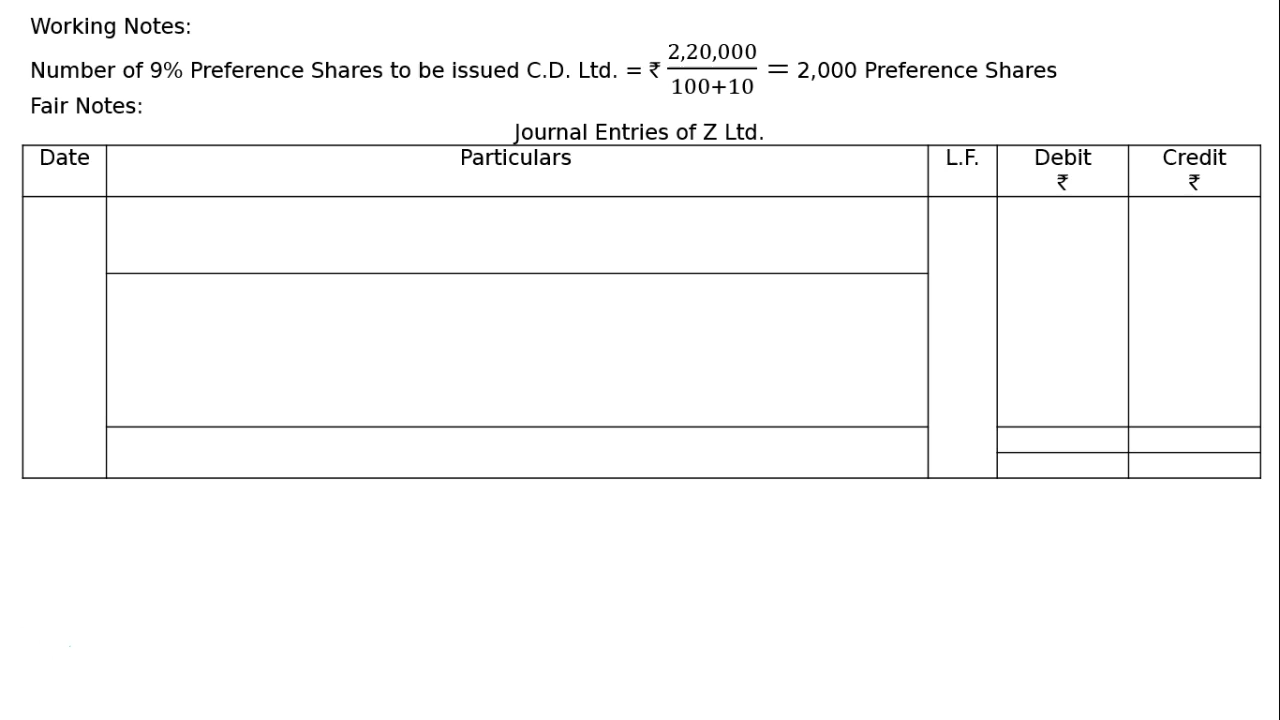 Working Notes:
Number of 9% Preference Shares to be issued C.D. Ltd. = ₹ 2,20,000/100+10 = 2,000 Preference Shares
Fair Notes:
Journal Entries of Z Ltd.
Date Particulars L.F. Debit ₹ Credit ₹